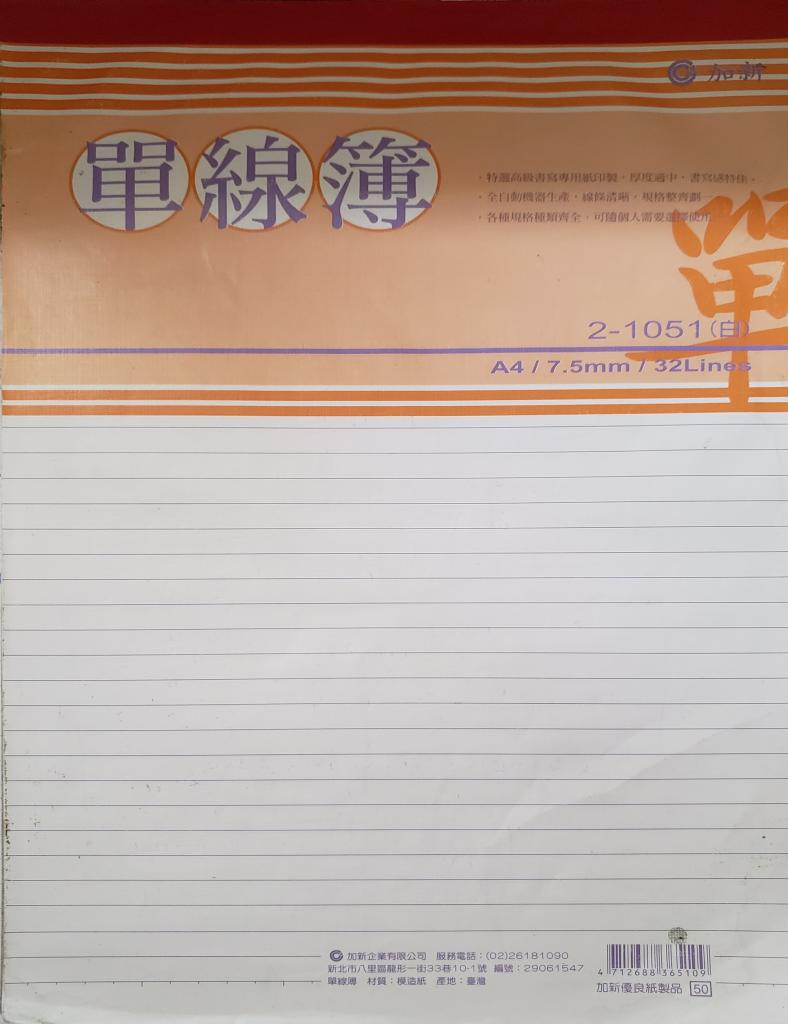 加新
單線簿
·特選高級書寫專用紙印製，厚度適中，書寫感特佳。
·全自動機器生產，線條清晰，規格整齊劃一。
·各種規格種類齊全，可隨個人需要選擇使用。
單
2-1051(白)
A4 / 7.5mm / 32Lines
加新企業有限公司 服務電話：(02)26181090
新北市八里區龍形一街33巷10-1號 編號：29061547
單線簿 材質：模造紙 產地：臺灣
4 712688 365109
加新優良紙製品 50